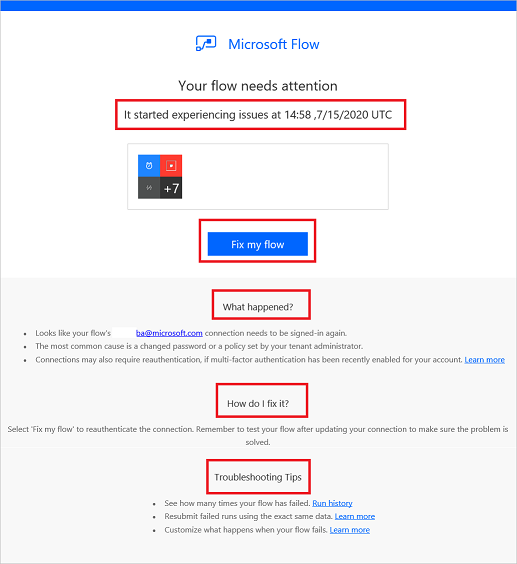 Microsoft Flow
Your flow needs attention
It started experiencing issues at 14:58 ,7/15/2020 UTC
+7
Fix my flow
What happened?
• Looks like your flow's ba@microsoft.com connection needs to be signed-in again.
• The most common cause is a changed password or a policy set by your tenant administrator.
• Connections may also require reauthentication, if multi-factor authentication has been recently enabled for your account. Learn more
How do I fix it?
Select 'Fix my flow' to reauthenticate the connection. Remember to test your flow after updating your connection to make sure the problem is
solved.
Troubleshooting Tips
• See how many times your flow has failed. Run history
• Resubmit failed runs using the exact same data. Learn more
• Customize what happens when your flow fails. Learn more